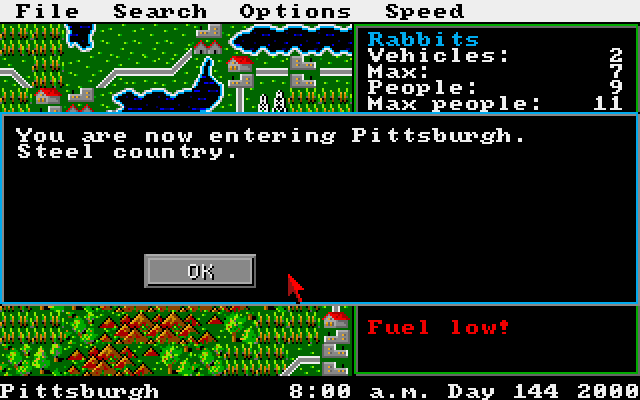 File Search Options Speed
Rabbits
Vehicles: 2
Max: 7
People: 9
Max people: 11
You are now entering Pittsburgh.
Steel country.
OK
Fuel low!
Pittsburgh 8:00 a.m. Day 144 2000